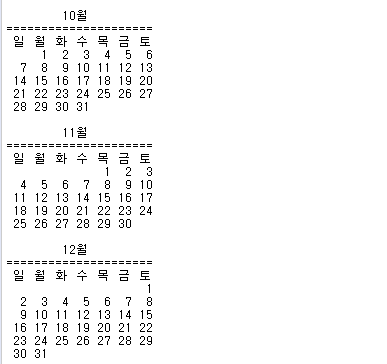 10월
=====================
일 월 화 수 목 금 토
1 2 3 4 5 6
7 8 9 10 11 12 13
14 15 16 17 18 19 20
21 22 23 24 25 26 27
28 29 30 31
11월
=====================
일 월 화 수 목 금 토
1 2 3
4 5 6 7 8 9 10
11 12 13 14 15 16 17
18 19 20 21 22 23 24
25 26 27 28 29 30
12월
=====================
일 월 화 수 목 금 토
1
2 3 4 5 6 7 8
9 10 11 12 13 14 15
16 17 18 19 20 21 22
23 24 25 26 27 28 29
30 31